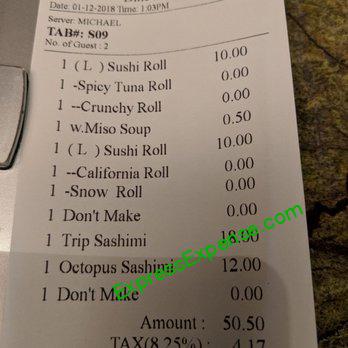 Date: 01-12-2018 Time: 1:03PM
Server: MICHAEL
TAB#: S09
No. of Guest : 2
1 ( L ) Sushi Roll 10.00
1 -Spicy Tuna Roll 0.00
1 --Crunchy Roll 0.00
1 w.Miso Soup 0.50
1 ( L ) Sushi Roll 10.00
1 --California Roll 0.00
1 -Snow Roll 0.00
1 Don't Make 0.00
1 Trip Sashimi 18.00
1 Octopus Sashimi 12.00
1 Don't Make 0.00
Amount : 50.50
TAX(8.25%) : 4.17
ExpressExpense.com